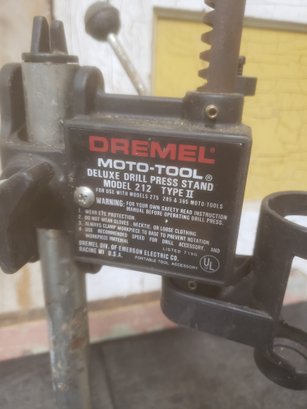 DREMEL®
MOTO-TOOL®
DELUXE DRILL PRESS STAND
MODEL 212 TYPE II
FOR USE WITH MODELS 275 285 & 395 MOTO-TOOLS
WARNING: FOR YOUR OWN SAFETY READ INSTRUCTION
MANUAL BEFORE OPERATING DRILL PRESS.
1. WEAR EYE PROTECTION
2. DO NOT WEAR GLOVES, NECKTIE, OR LOOSE CLOTHING
3. ALWAYS CLAMP WORKPIECE TO BASE TO PREVENT ROTATION
4. USE RECOMMENDED SPEED FOR DRILL ACCESSORY AND
WORKPIECE MATERIAL
LISTED
DREMEL DIV. OF EMERSON ELECTRIC CO.
RACINE WI U.S.A.
PORTABLE TOOL ACCESSORY
UL